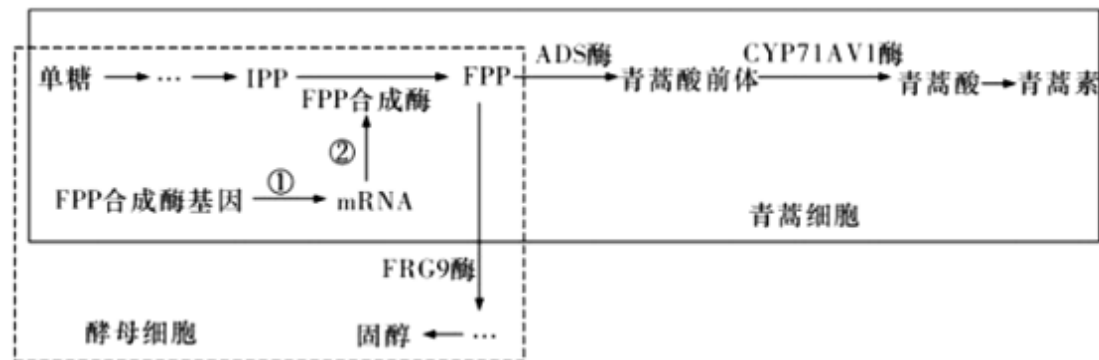 ADS酶 CYP71AV1酶
单糖 … IPP FPP 青蒿酸前体 青蒿酸 青蒿素
FPP合成酶
②
①
FPP合成酶基因 mRNA
青蒿细胞
FRG9酶
酵母细胞 固醇 …